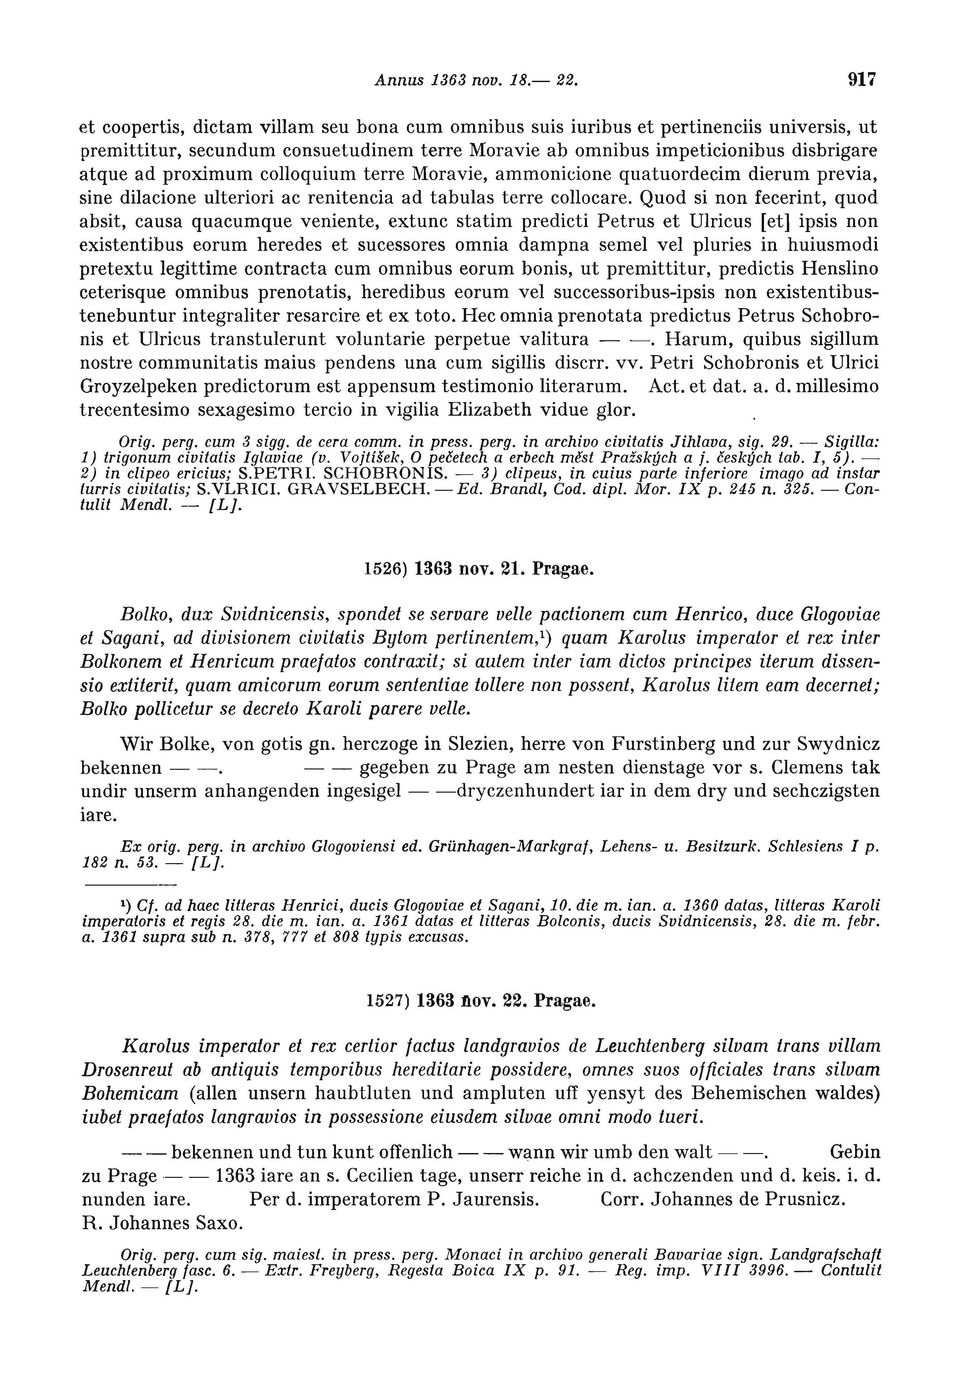 Annus 1363 nov. 18.— 22. 917
et coopertis, dictam villam seu bona cum omnibus suis iuribus et pertinenciis universis, ut
premittitur, secundum consuetudinem terre Moravie ab omnibus impeticionibus disbrigare
atque ad proximum colloquium terre Moravie, ammonicione quatuordecim dierum previa,
sine dilacione ulteriori ac renitencia ad tabulas terre collocare. Quod si non fecerint, quod
absit, causa quacumque veniente, extunc statim predicti Petrus et Ulricus [et] ipsis non
existentibus eorum heredes et sucessores omnia dampna semel vel pluries in huiusmodi
pretextu legittime contracta cum omnibus eorum bonis, ut premittitur, predictis Henslino
ceterisque omnibus prenotatis, heredibus eorum vel successoribus-ipsis non existentibus-
tenebuntur integraliter resarcire et ex toto. Hec omnia prenotata predictus Petrus Schobro-
nis et Ulricus transtulerunt voluntarie perpetue valitura — —. Harum, quibus sigillum
nostre communitatis maius pendens una cum sigillis discrr. vv. Petri Schobronis et Ulrici
Groyzelpeken predictorum est appensum testimonio literarum. Act. et dat. a. d. millesimo
trecentesimo sexagesimo tercio in vigilia Elizabeth vidue glor.
Orig. perg. cum 3 sigg. de cera comm. in press. perg. in archivo civitatis Jihlava, sig. 29. — Sigilla:
1) trigonum civitatis Iglaviae (v. Vojtíšek, O pečetech a erbech měst Pražských a j. českých tab. I, 5). —
2) in clipeo ericius; S.PETRI. SCHOBRONIS. — 3) clipeus, in cuius parte inferiore imago ad instar
turris civitatis; S.VLRICI. GRAVSELBECH. — Ed. Brandl, Cod. dipl. Mor. IX p. 245 n. 325. — Con-
tulit Mendl. — [L].
1526) 1363 nov. 21. Pragae.
Bolko, dux Svidnicensis, spondet se servare velle pactionem cum Henrico, duce Glogoviae
et Sagani, ad divisionem civitatis Bytom pertinentem,¹) quam Karolus imperator et rex inter
Bolkonem et Henricum praefatos contraxit; si autem inter iam dictos principes iterum dissen-
sio extiterit, quam amicorum eorum sententiae tollere non possent, Karolus litem eam decernet;
Bolko pollicetur se decreto Karoli parere velle.
Wir Bolke, von gotis gn. herczoge in Slezien, herre von Furstinberg und zur Swydnicz
bekennen — —. — — gegeben zu Prage am nesten dienstage vor s. Clemens tak
undir unserm anhangenden ingesigel — —dryczenhundert iar in dem dry und sechczigsten
iare.
Ex orig. perg. in archivo Glogoviensi ed. Grünhagen-Markgraf, Lehens- u. Besitzurk. Schlesiens I p.
182 n. 53. — [L].
¹) Cf. ad haec litteras Henrici, ducis Glogoviae et Sagani, 10. die m. ian. a. 1360 datas, litteras Karoli
imperatoris et regis 28. die m. ian. a. 1361 datas et litteras Bolconis, ducis Svidnicensis, 28. die m. febr.
a. 1361 supra sub n. 378, 777 et 808 typis excusas.
1527) 1363 nov. 22. Pragae.
Karolus imperator et rex certior factus landgravios de Leuchtenberg silvam trans villam
Drosenreut ab antiquis temporibus hereditarie possidere, omnes suos officiales trans silvam
Bohemicam (allen unsern haubtluten und ampluten uff yensyt des Behemischen waldes)
iubet praefatos langravios in possessione eiusdem silvae omni modo tueri.
— — bekennen und tun kunt offenlich — — wann wir umb den walt — —. Gebin
zu Prage — — 1363 iare an s. Cecilien tage, unserr reiche in d. achczenden und d. keis. i. d.
nunden iare. Per d. imperatorem P. Jaurensis. Corr. Johannes de Prusnicz.
R. Johannes Saxo.
Orig. perg. cum sig. maiest. in press. perg. Monaci in archivo generali Bavariae sign. Landgrafschaft
Leuchtenberg fasc. 6. — Extr. Freyberg, Regesta Boica IX p. 91. — Reg. imp. VIII 3996. — Contulit
Mendl. — [L].